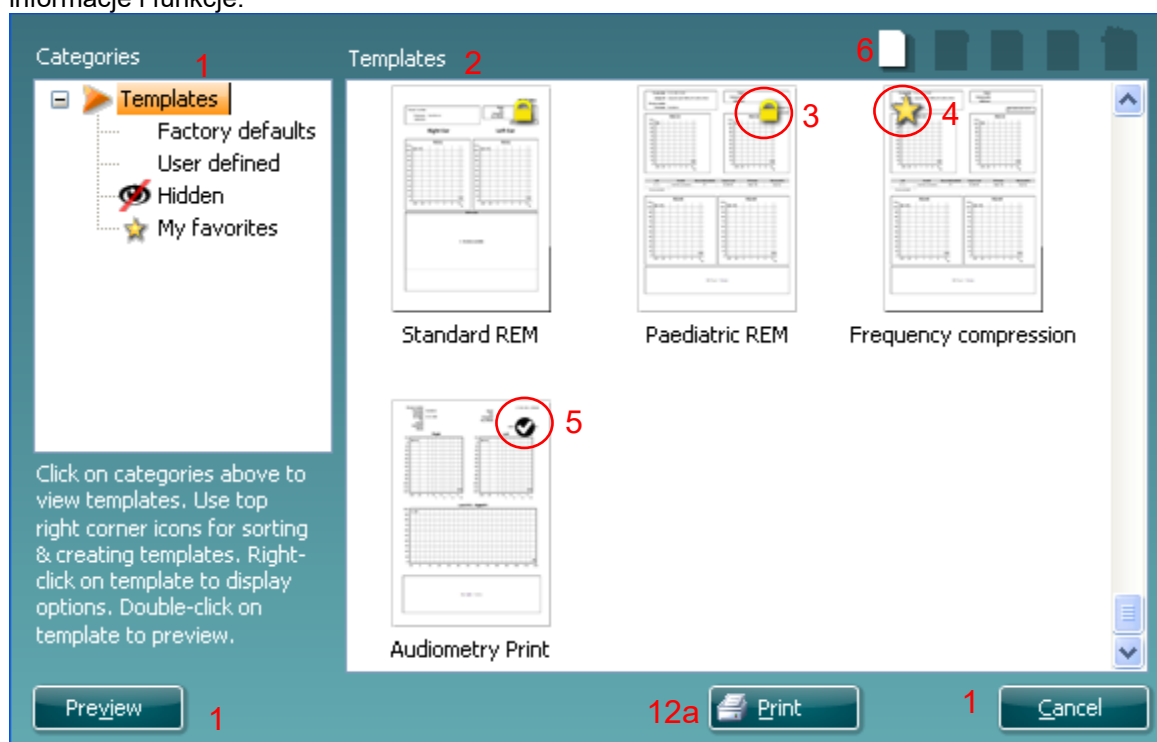 informacje i funkcje:
Categories
1
Templates
2
6
Templates
Factory defaults
User defined
Hidden
My favorites
3
4
Standard REM
Paediatric REM
Frequency compression
5
Audiometry Print
Click on categories above to
view templates. Use top
right corner icons for sorting
& creating templates. Right-
click on template to display
options. Double-click on
template to preview.
Preview
1
12a
Print
1
Cancel